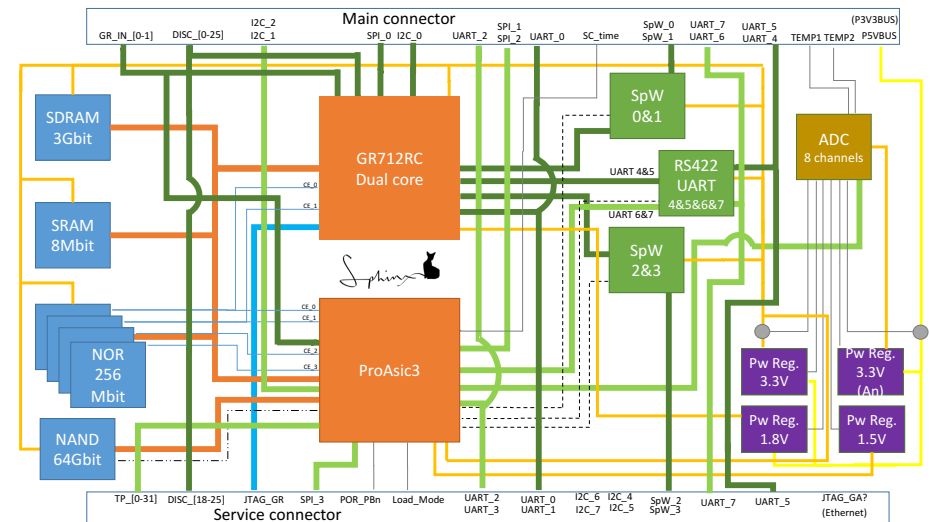 Main connector
(P3V3BUS)
GR_IN_[0-1]
DISC_[0-25]
I2C_2
I2C_1
SPI_0
I2C_0
UART_2
SPI_1
SPI_2
UART_0
SC_time
SpW_0
SpW_1
UART_7
UART_6
UART_5
UART_4
TEMP1
TEMP2
P5VBUS
SDRAM
3Gbit
GR712RC
Dual core
SpW
0&1
ADC
8 channels
RS422
UART
4&5&6&7
UART 4&5
CE_0
CE_1
SRAM
8Mbit
UART 6&7
SpW
2&3
Sphinx
CE_0
CE_1
CE_2
CE_3
NOR
256
Mbit
ProAsic3
Pw Reg.
3.3V
Pw Reg.
3.3V
(An)
Pw Reg.
1.8V
Pw Reg.
1.5V
NAND
64Gbit
TP_[0-31]
DISC_[18-25]
JTAG_GR
SPI_3
POR_PBn
Load_Mode
UART_2
UART_3
UART_0
UART_1
I2C_6
I2C_7
I2C_4
I2C_5
SpW_2
SpW_3
UART_7
UART_5
JTAG_GA?
(Ethernet)
Service connector